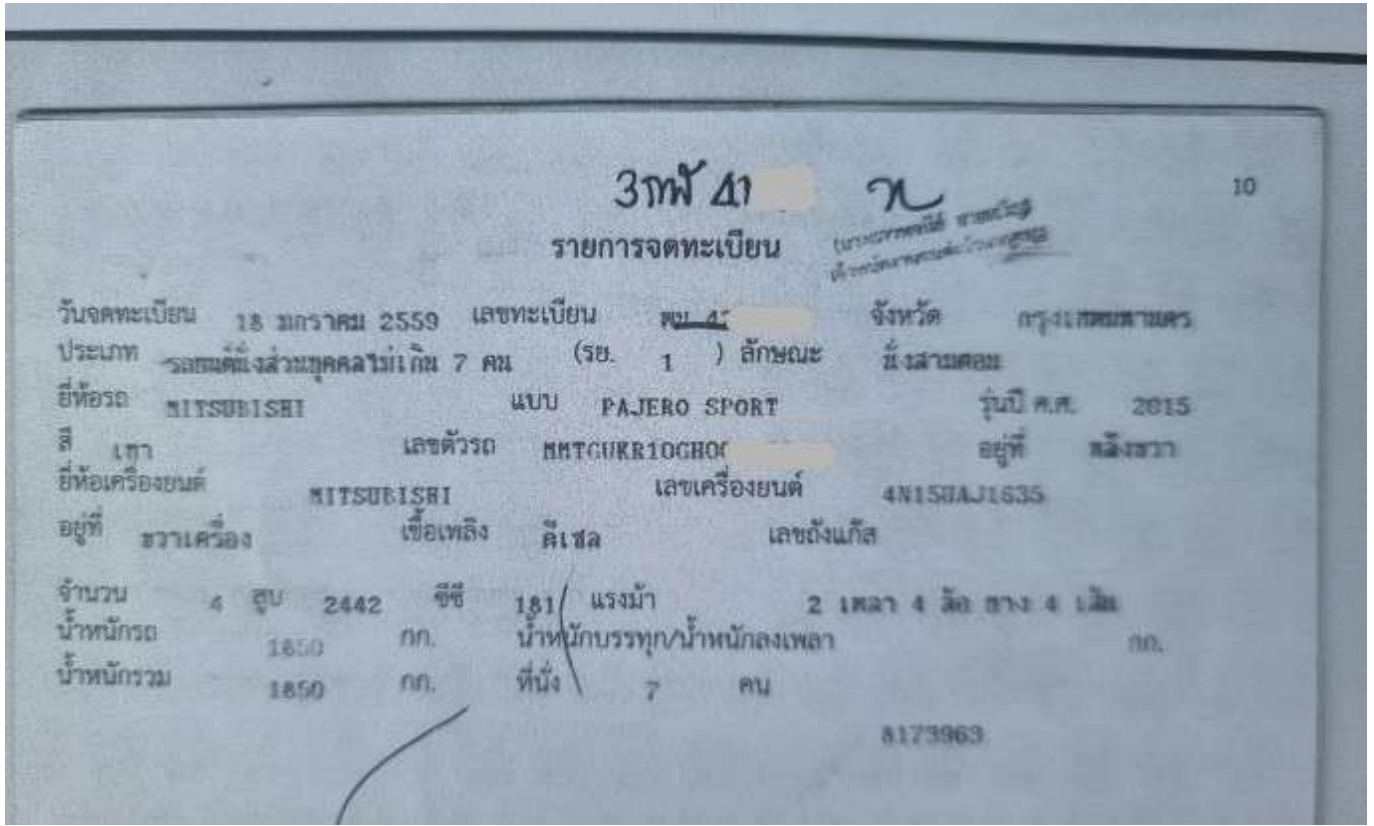 3กฬ 41
10
รายการจดทะเบียน
วันจดทะเบียน 18 มกราคม 2559 เลขทะเบียน จังหวัด กรุงเทพมหานคร
ประเภท รถยนต์นั่งส่วนบุคคลไม่เกิน 7 คน (รย. 1 ) ลักษณะ นั่งสามตอน
ยี่ห้อรถ MITSUBISHI แบบ PAJERO SPORT รุ่นปี ค.ศ. 2015
สี เทา เลขตัวรถ อยู่ที่
ยี่ห้อเครื่องยนต์ MITSUBISHI เลขเครื่องยนต์ 4N15UAJ1635
อยู่ที่ ขวาเครื่อง เชื้อเพลิง ดีเซล เลขถังแก๊ส
จำนวน 4 สูบ 2442 ซีซี 181 แรงม้า 2 เพลา 4 ล้อ ยาง 4 เส้น
น้ำหนักรถ 1850 กก. น้ำหนักบรรทุก/น้ำหนักลงเพลา กก.
น้ำหนักรวม 1850 กก. ที่นั่ง 7 คน
8173963